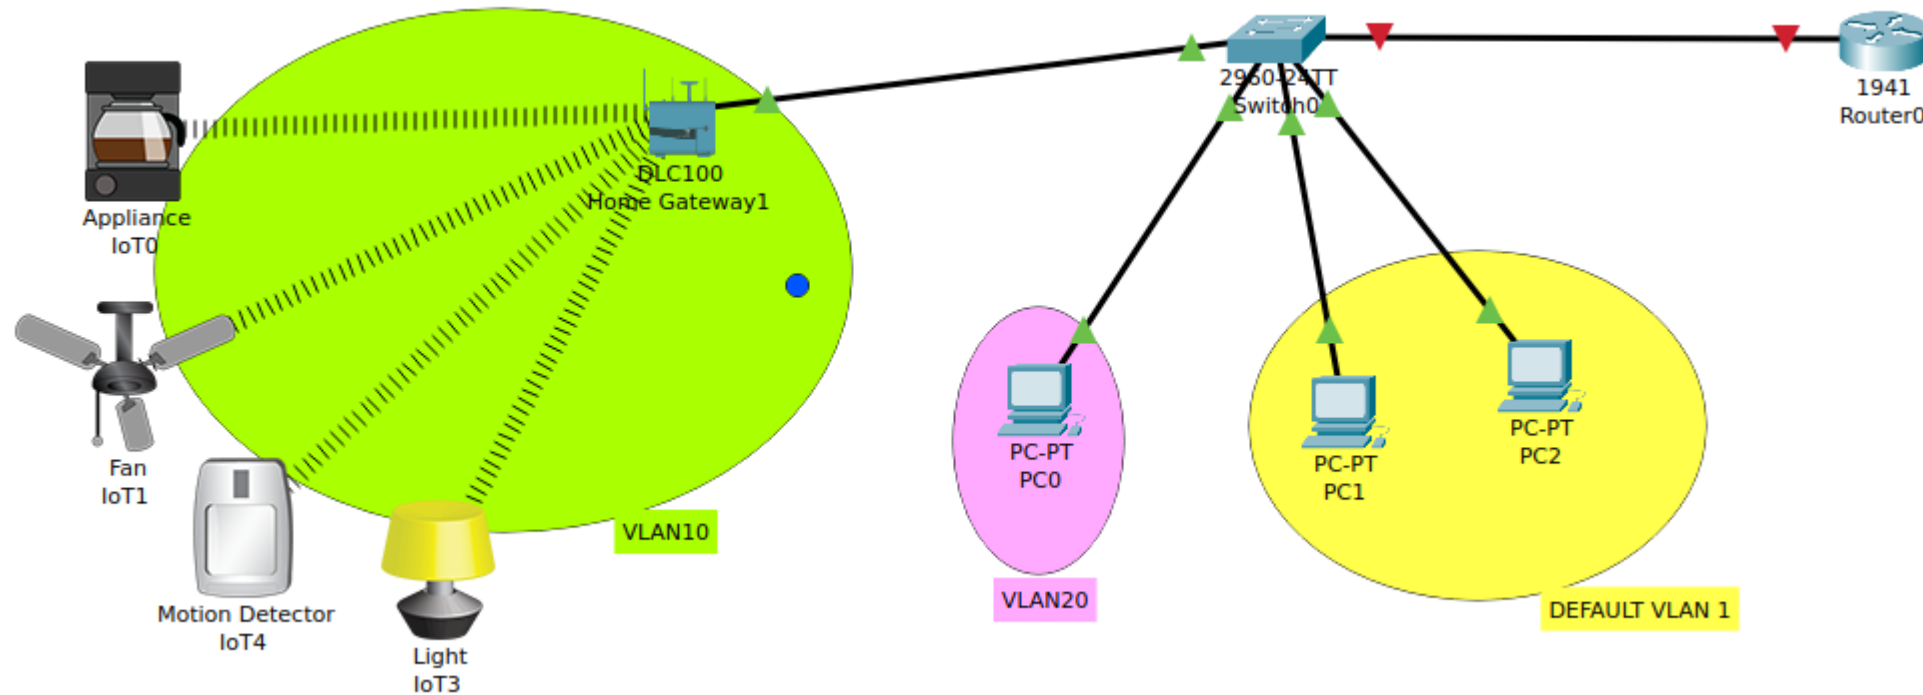 2960-24TT
Switch0
1941
Router0
DLC100
Home Gateway1
Appliance
IoT0
Fan
IoT1
PC-PT
PC0
PC-PT
PC1
PC-PT
PC2
VLAN10
VLAN20
DEFAULT VLAN 1
Motion Detector
IoT4
Light
IoT3